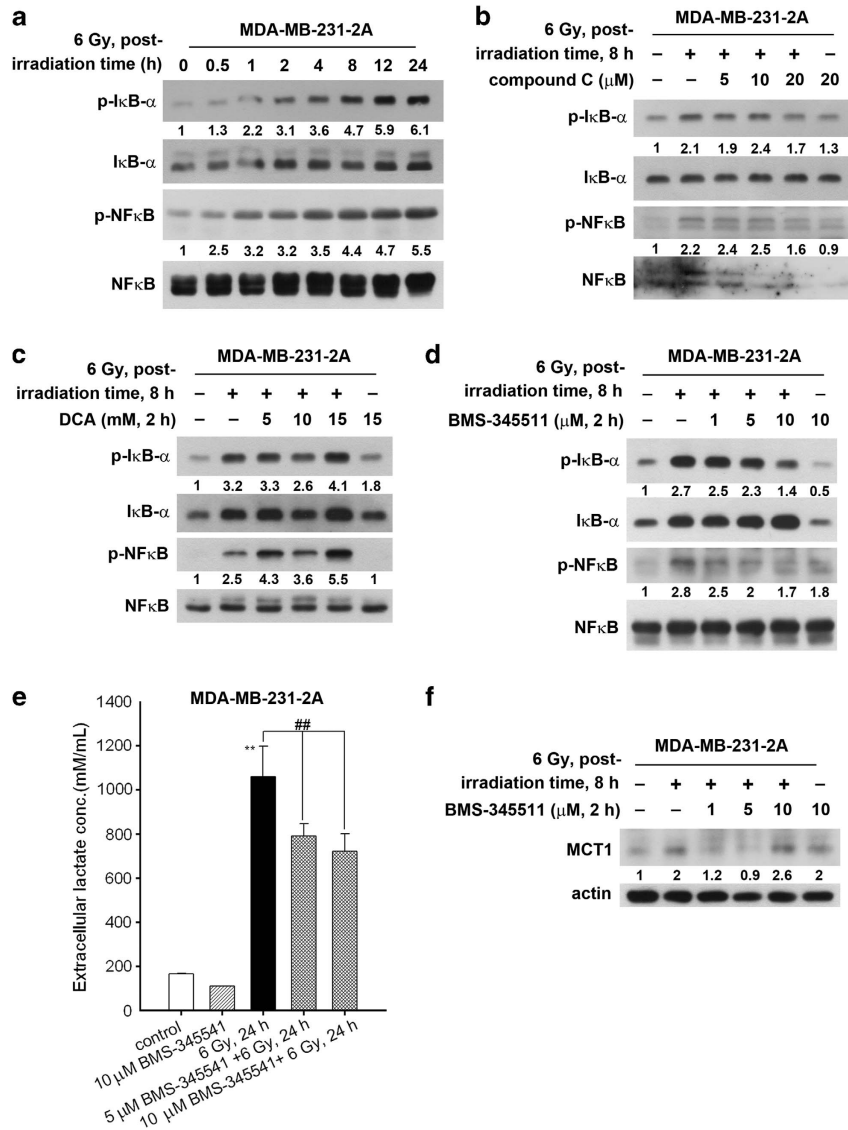 a
MDA-MB-231-2A
6 Gy, post-
irradiation time (h) 0 0.5 1 2 4 8 12 24
p-IκB-α
1 1.3 2.2 3.1 3.6 4.7 5.9 6.1
IκB-α
p-NFκB
1 2.5 3.2 3.2 3.5 4.4 4.7 5.5
NFκB
b
MDA-MB-231-2A
6 Gy, post-
irradiation time, 8 h – + + + + –
compound C (μM) – – 5 10 20 20
p-IκB-α
1 2.1 1.9 2.4 1.7 1.3
IκB-α
p-NFκB
1 2.2 2.4 2.5 1.6 0.9
NFκB
c
MDA-MB-231-2A
6 Gy, post-
irradiation time, 8 h – + + + + –
DCA (mM, 2 h) – – 5 10 15 15
p-IκB-α
1 3.2 3.3 2.6 4.1 1.8
IκB-α
p-NFκB
1 2.5 4.3 3.6 5.5 1
NFκB
d
MDA-MB-231-2A
6 Gy, post-
irradiation time, 8 h – + + + + –
BMS-345511 (μM, 2 h) – – 1 5 10 10
p-IκB-α
1 2.7 2.5 2.3 1.4 0.5
IκB-α
p-NFκB
1 2.8 2.5 2 1.7 1.8
NFκB
e
MDA-MB-231-2A
Extracellular lactate conc.(mM/mL)
1400
1200
1000
800
600
400
200
0
**
##
control
10 μM BMS-345541
6 Gy, 24 h
5 μM BMS-345541 +6 Gy, 24 h
10 μM BMS-345541+ 6 Gy, 24 h
f
MDA-MB-231-2A
6 Gy, post-
irradiation time, 8 h – + + + + –
BMS-345511 (μM, 2 h) – – 1 5 10 10
MCT1
1 2 1.2 0.9 2.6 2
actin